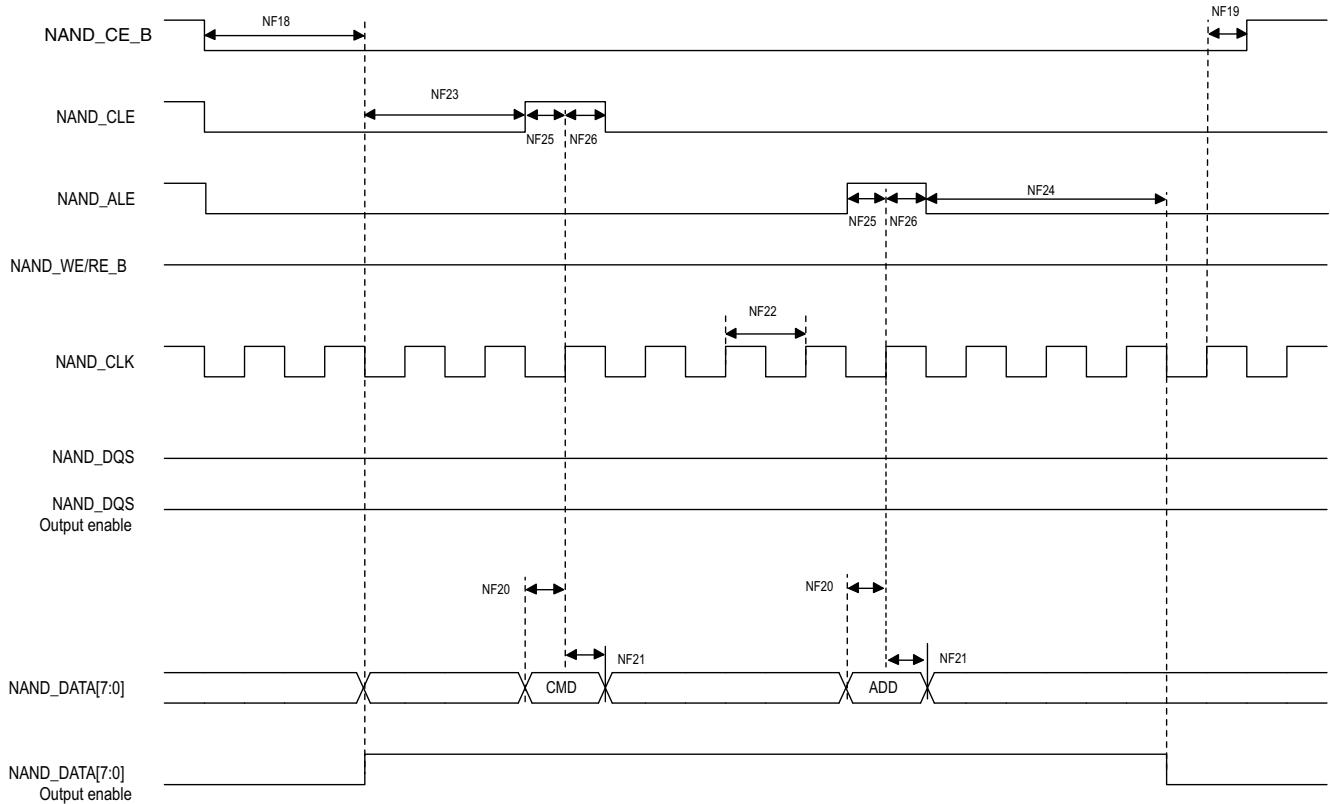 NF19
NF18
NAND_CE_B
NF23
NAND_CLE
NF25 NF26
NF24
NAND_ALE
NF25 NF26
NAND_WE/RE_B
NF22
NAND_CLK
NAND_DQS
NAND_DQS
Output enable
NF20 NF20
NF21 NF21
NAND_DATA[7:0] CMD ADD
NAND_DATA[7:0]
Output enable